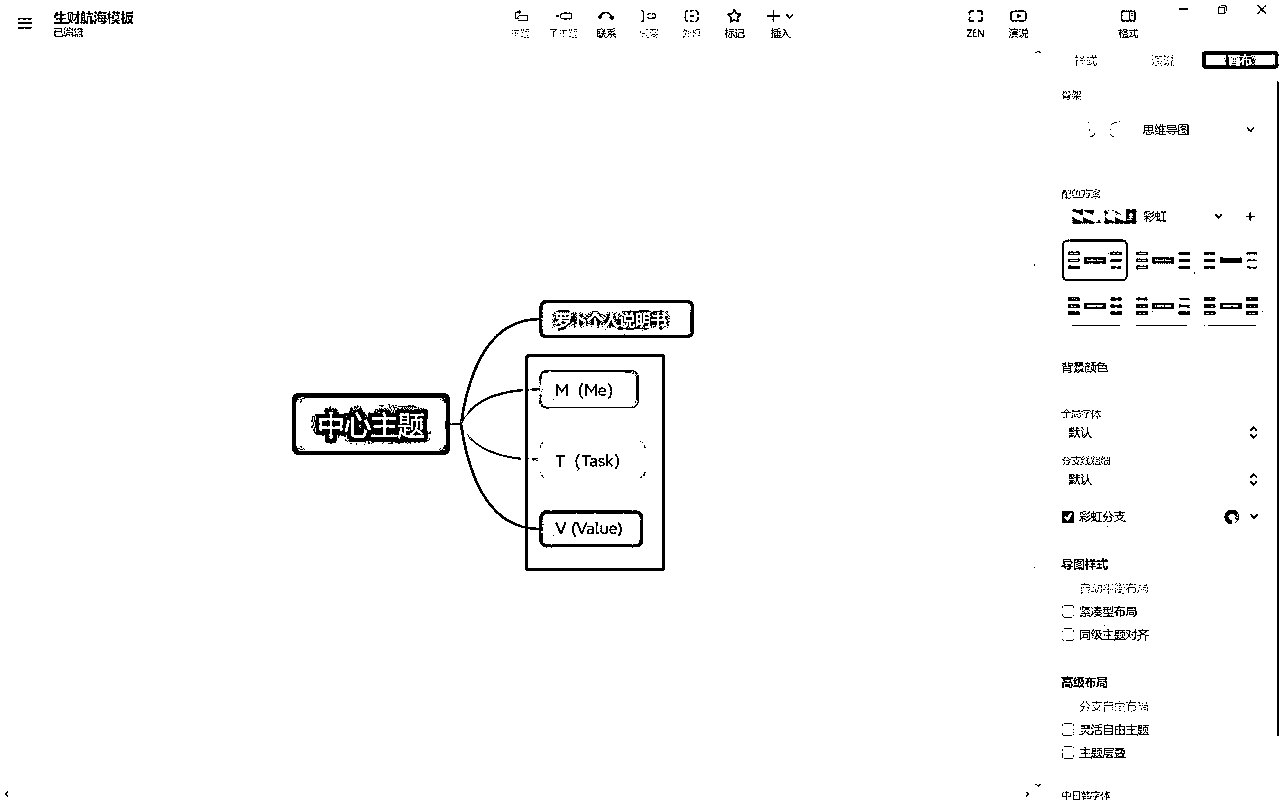 生财航海模板
已编辑
主题
子主题
联系
概要
外框
标记
插入
ZEN
演说
格式
样式
演说
画布
骨架
思维导图
配色方案
彩虹
背景颜色
全局字体
默认
分支线粗细
默认
彩虹分支
导图样式
自动平衡布局
紧凑型布局
同级主题对齐
高级布局
分支自由布局
灵活自由主题
主题层叠
中日韩字体
中心主题
罗卜个人说明书
M (Me)
T (Task)
V (Value)